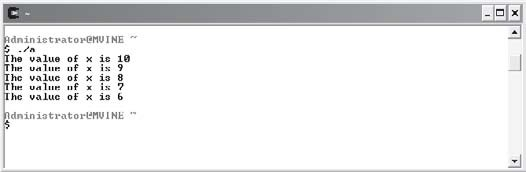 ~
Administrator@MVINE ~
$ ./a
The value of x is 10
The value of x is 9
The value of x is 8
The value of x is 7
The value of x is 6
Administrator@MVINE ~
$